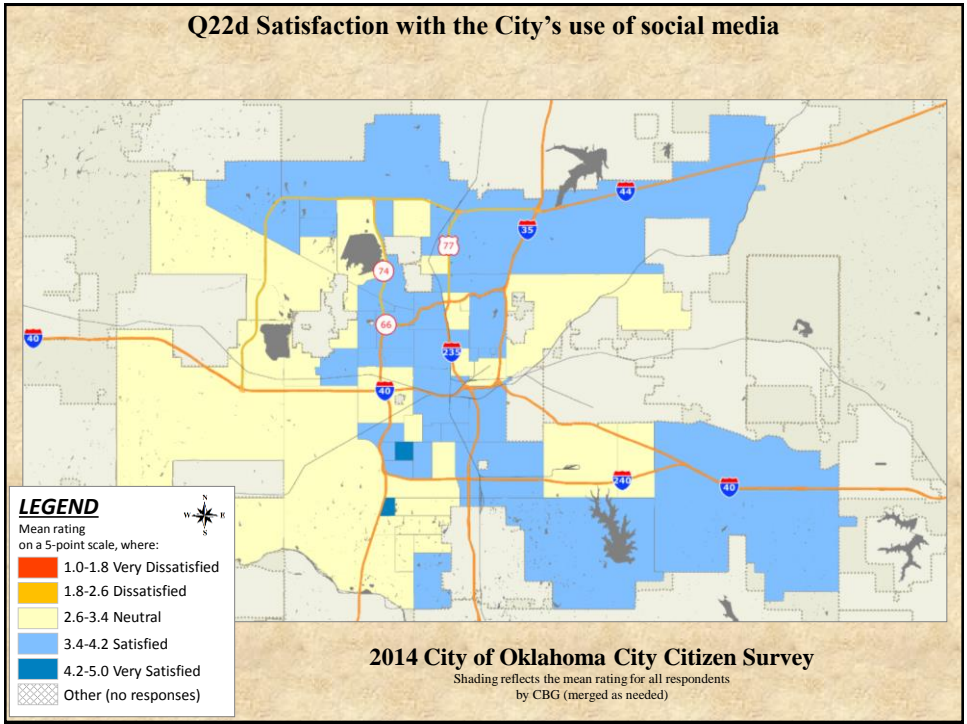 Q22d Satisfaction with the City's use of social media
44
35
77
74
66
40
235
40
240
40
LEGEND
N
W E
S
Mean rating
on a 5-point scale, where:
1.0-1.8 Very Dissatisfied
1.8-2.6 Dissatisfied
2.6-3.4 Neutral
3.4-4.2 Satisfied
4.2-5.0 Very Satisfied
Other (no responses)
2014 City of Oklahoma City Citizen Survey
Shading reflects the mean rating for all respondents
by CBG (merged as needed)